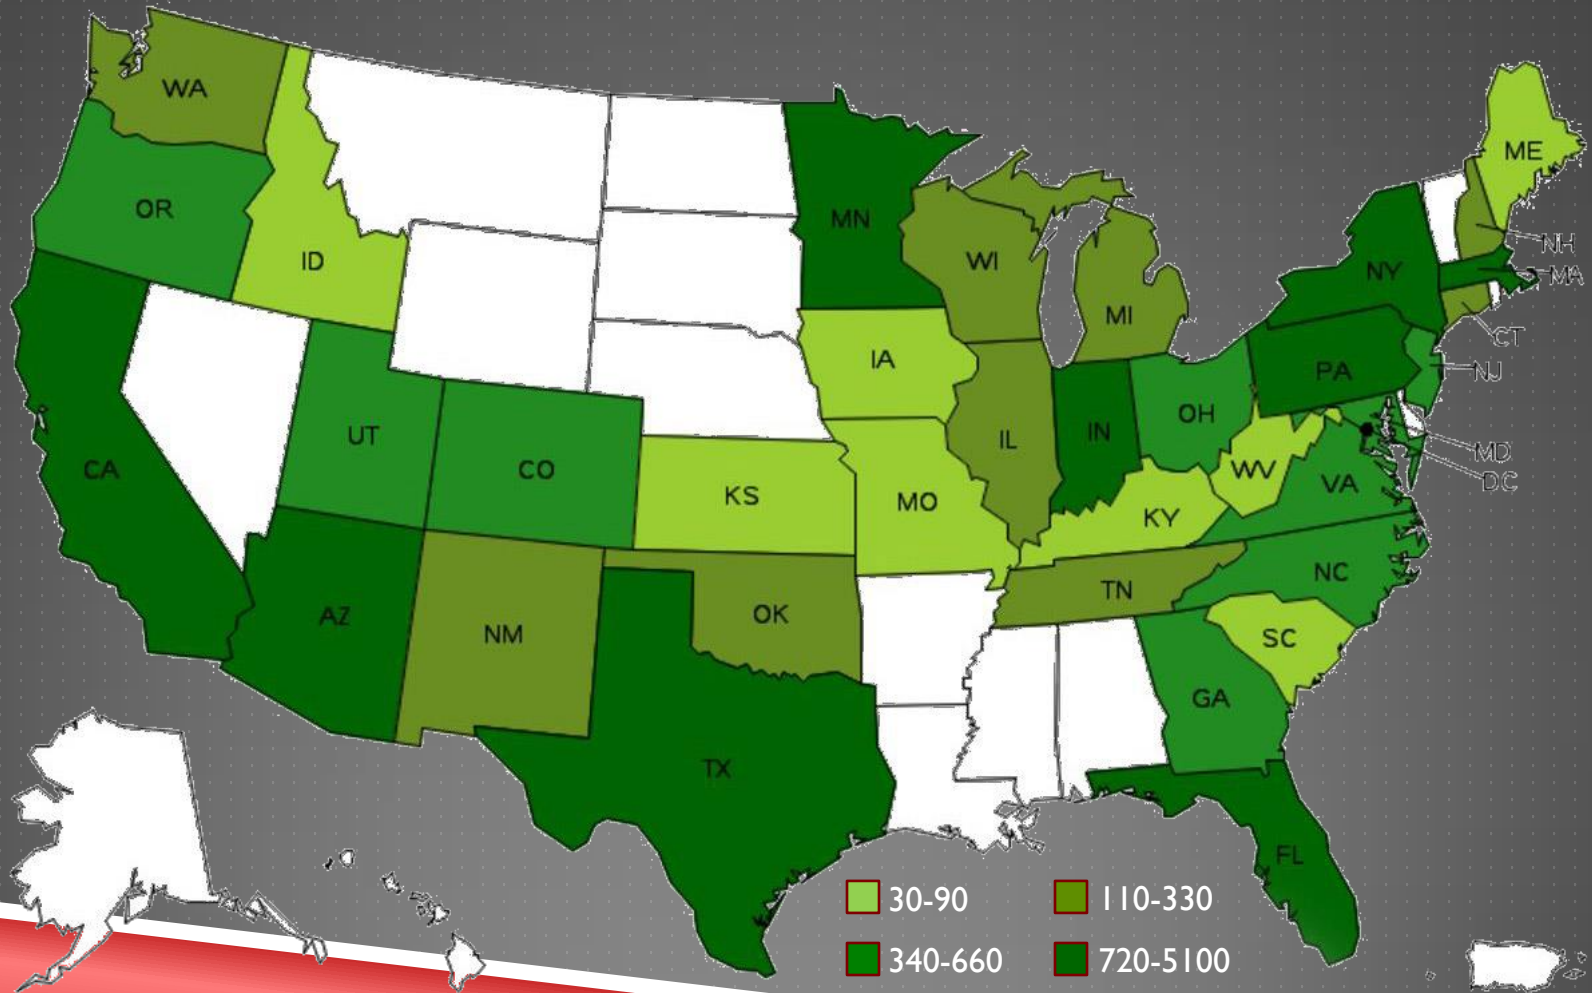 WA
ME
OR
MN
NH
ID
WI
NY
MA
MI
CT
IA
PA
NJ
OH
UT
IL
IN
CO
CA
WV
MD
KS
MO
KY
VA
DC
NC
AZ
OK
TN
NM
SC
GA
TX
FL
30-90
110-330
340-660
720-5100